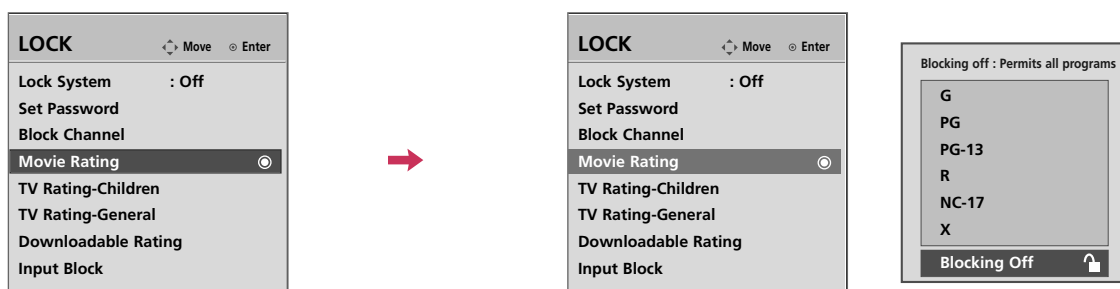 LOCK Move Enter
Lock System : Off
Set Password
Block Channel
Movie Rating
TV Rating-Children
TV Rating-General
Downloadable Rating
Input Block
LOCK Move Enter
Lock System : Off
Set Password
Block Channel
Movie Rating
TV Rating-Children
TV Rating-General
Downloadable Rating
Input Block
Blocking off : Permits all programs
G
PG
PG-13
R
NC-17
X
Blocking Off